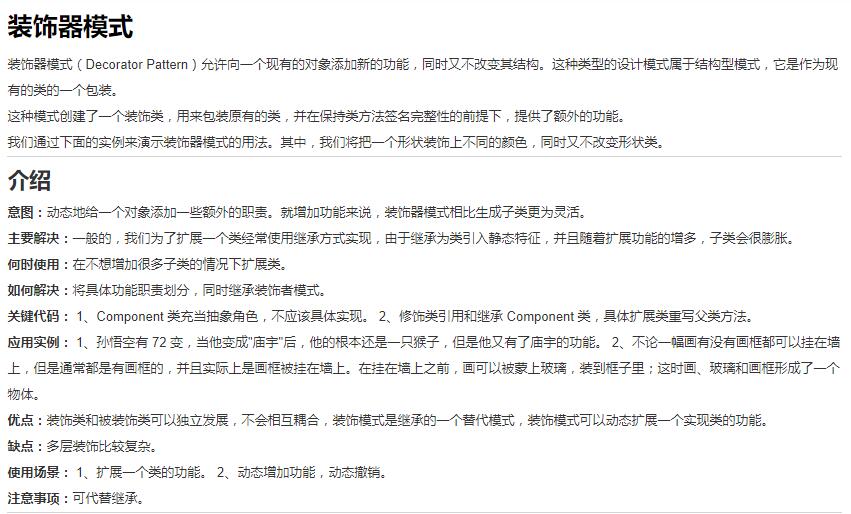 装饰器模式
装饰器模式（Decorator Pattern）允许向一个现有的对象添加新的功能，同时又不改变其结构。这种类型的设计模式属于结构型模式，它是作为现
有的类的一个包装。
这种模式创建了一个装饰类，用来包装原有的类，并在保持类方法签名完整性的前提下，提供了额外的功能。
我们通过下面的实例来演示装饰器模式的用法。其中，我们将把一个形状装饰上不同的颜色，同时又不改变形状类。
介绍
意图：动态地给一个对象添加一些额外的职责。就增加功能来说，装饰器模式相比生成子类更为灵活。
主要解决：一般的，我们为了扩展一个类经常使用继承方式实现，由于继承为类引入静态特征，并且随着扩展功能的增多，子类会很膨胀。
何时使用：在不想增加很多子类的情况下扩展类。
如何解决：将具体功能职责划分，同时继承装饰者模式。
关键代码： 1、Component 类充当抽象角色，不应该具体实现。 2、修饰类引用和继承 Component 类，具体扩展类重写父类方法。
应用实例： 1、孙悟空有 72 变，当他变成"庙宇"后，他的根本还是一只猴子，但是他又有了庙宇的功能。 2、不论一幅画有没有画框都可以挂在墙
上，但是通常都是有画框的，并且实际上是画框被挂在墙上。在挂在墙上之前，画可以被蒙上玻璃，装到框子里；这时画、玻璃和画框形成了一个
物体。
优点：装饰类和被装饰类可以独立发展，不会相互耦合，装饰模式是继承的一个替代模式，装饰模式可以动态扩展一个实现类的功能。
缺点：多层装饰比较复杂。
使用场景： 1、扩展一个类的功能。 2、动态增加功能，动态撤销。
注意事项：可代替继承。